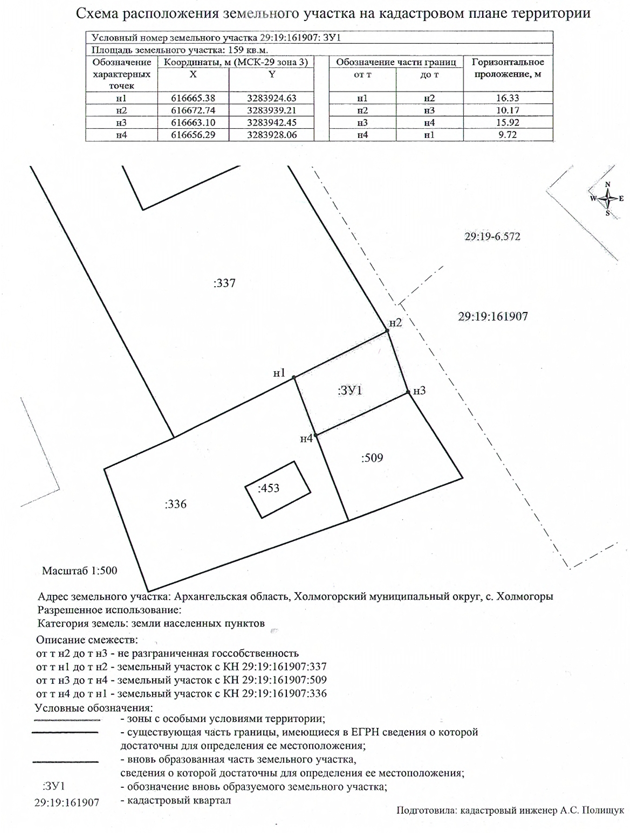 Схема расположения земельного участка на кадастровом плане территории
Условный номер земельного участка 29:19:161907: ЗУ1
Площадь земельного участка: 159 кв.м.
Обозначение характерных точек Координаты, м (МСК-29 зона 3) Обозначение части границ Горизонтальное проложение, м
X Y от т до т
н1 616665.38 3283924.63 н1 н2 16.33
н2 616672.74 3283939.21 н2 н3 10.17
н3 616663.10 3283942.45 н3 н4 15.92
н4 616656.29 3283928.06 н4 н1 9.72
N
W E
S
29:19-6.572
:337
29:19:161907
н2
н1
:ЗУ1
н3
н4
:509
:453
:336
Масштаб 1:500
Адрес земельного участка: Архангельская область, Холмогорский муниципальный округ, с. Холмогоры
Разрешенное использование:
Категория земель: земли населенных пунктов
Описание смежеств:
от т н2 до т н3 - не разграниченная госсобственность
от т н1 до т н2 - земельный участок с КН 29:19:161907:337
от т н3 до т н4 - земельный участок с КН 29:19:161907:509
от т н4 до т н1 - земельный участок с КН 29:19:161907:336
Условные обозначения:
- зоны с особыми условиями территории;
- существующая часть границы, имеющиеся в ЕГРН сведения о которой
достаточны для определения ее местоположения;
- вновь образованная часть земельного участка,
сведения о которой достаточны для определения ее местоположения;
:ЗУ1 - обозначение вновь образуемого земельного участка;
29:19:161907 - кадастровый квартал
Подготовила: кадастровый инженер А.С. Полищук